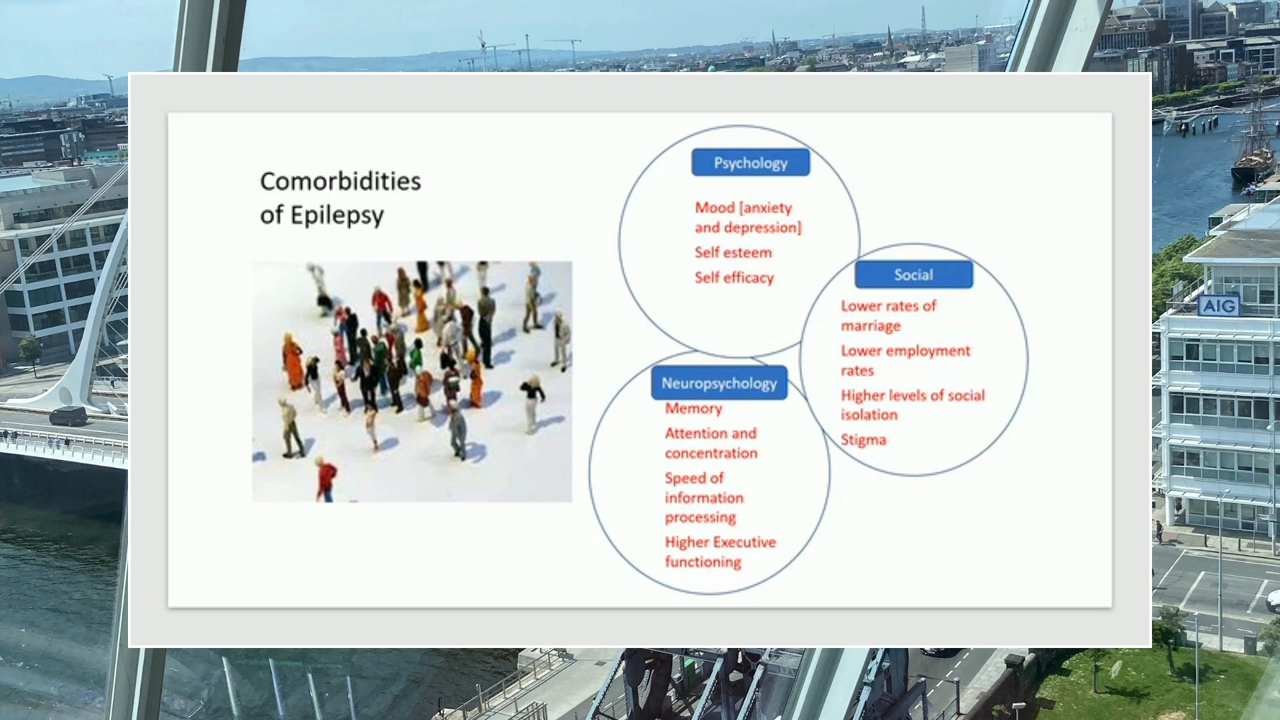 Comorbidities
of Epilepsy
Psychology
Mood [anxiety
and depression]
Self esteem
Self efficacy
Social
Lower rates of
marriage
Lower employment
rates
Higher levels of social
isolation
Stigma
Neuropsychology
Memory
Attention and
concentration
Speed of
information
processing
Higher Executive
functioning
AIG